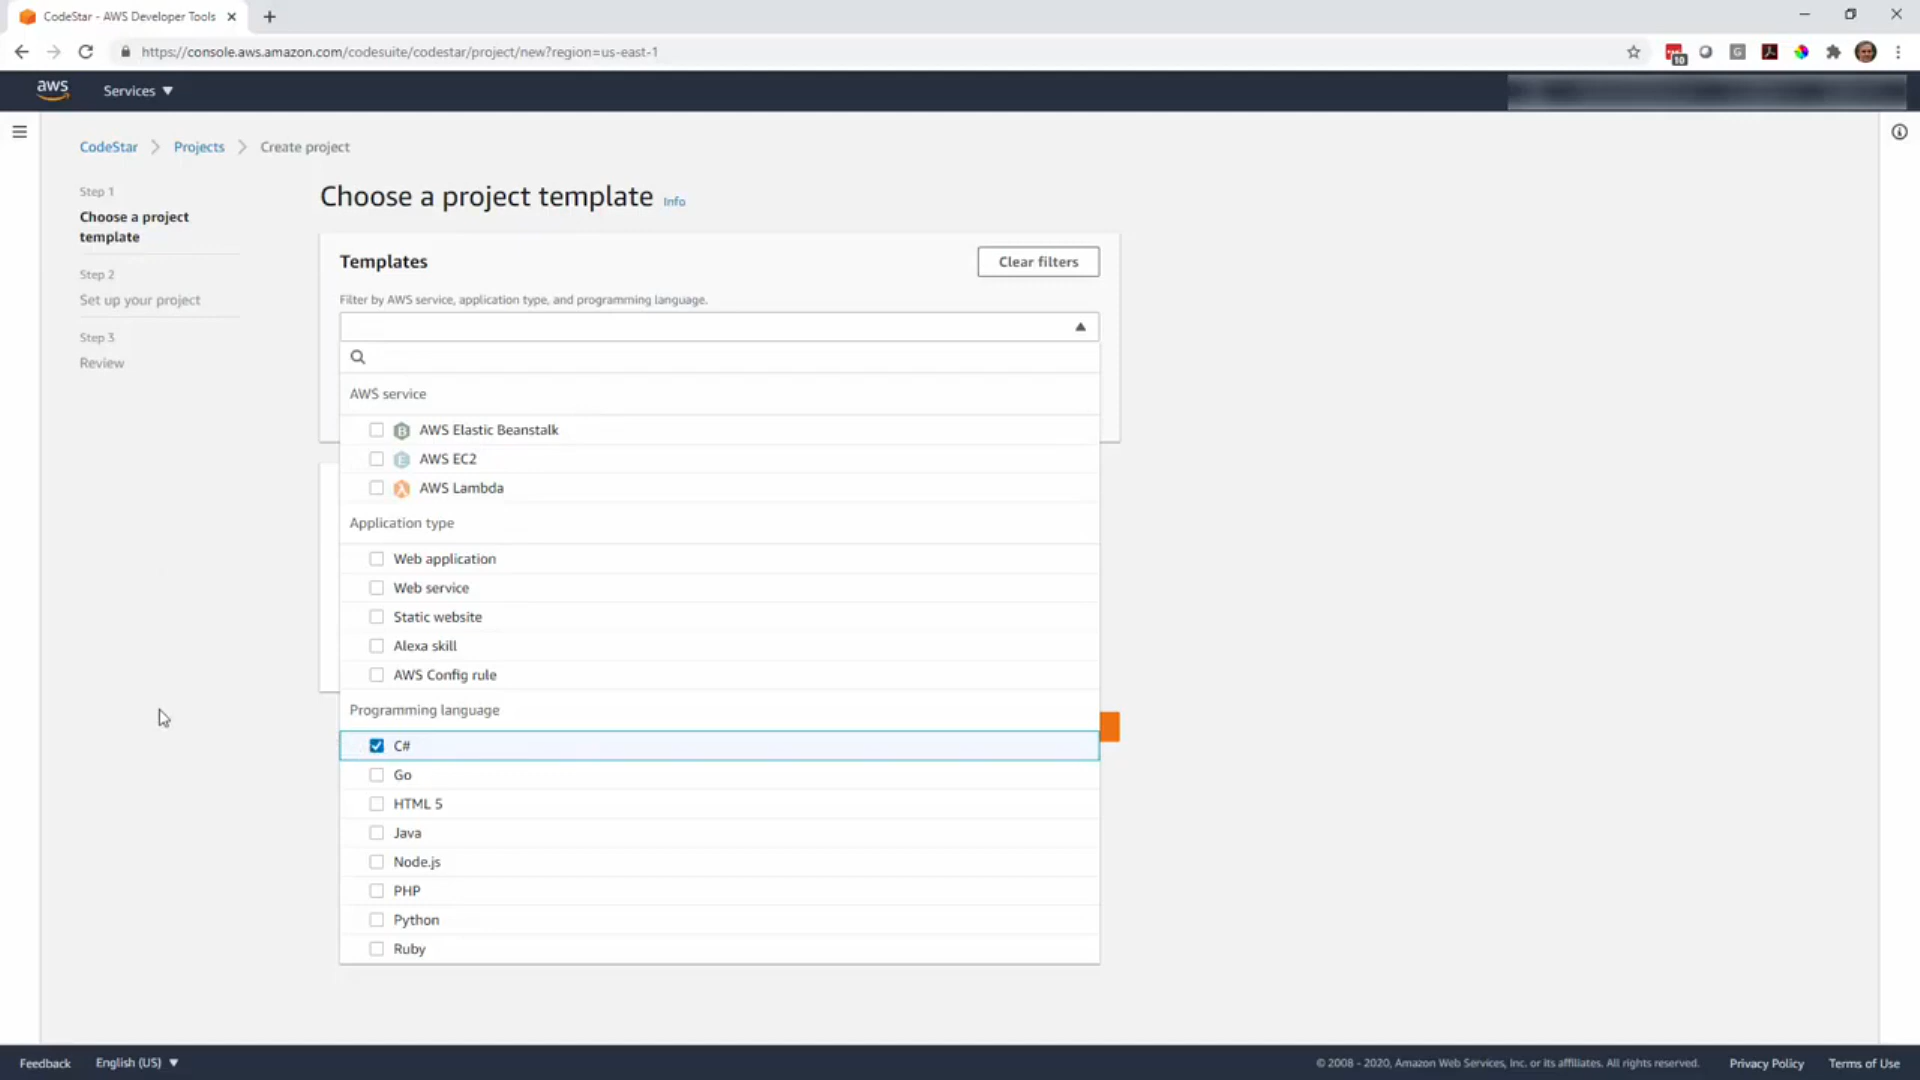 CodeStar - AWS Developer Tools
https://console.aws.amazon.com/codesuite/codestar/project/new?region=us-east-1
10
G
aws
Services
CodeStar
Projects
Create project
Step 1
Choose a project
template
Step 2
Set up your project
Step 3
Review
Choose a project template Info
Templates
Clear filters
Filter by AWS service, application type, and programming language.
AWS service
B AWS Elastic Beanstalk
E AWS EC2
λ AWS Lambda
Application type
Web application
Web service
Static website
Alexa skill
AWS Config rule
Programming language
C#
Go
HTML 5
Java
Node.js
PHP
Python
Ruby
Feedback
English (US)
© 2008 - 2020, Amazon Web Services, Inc. or its affiliates. All rights reserved.
Privacy Policy
Terms of Use